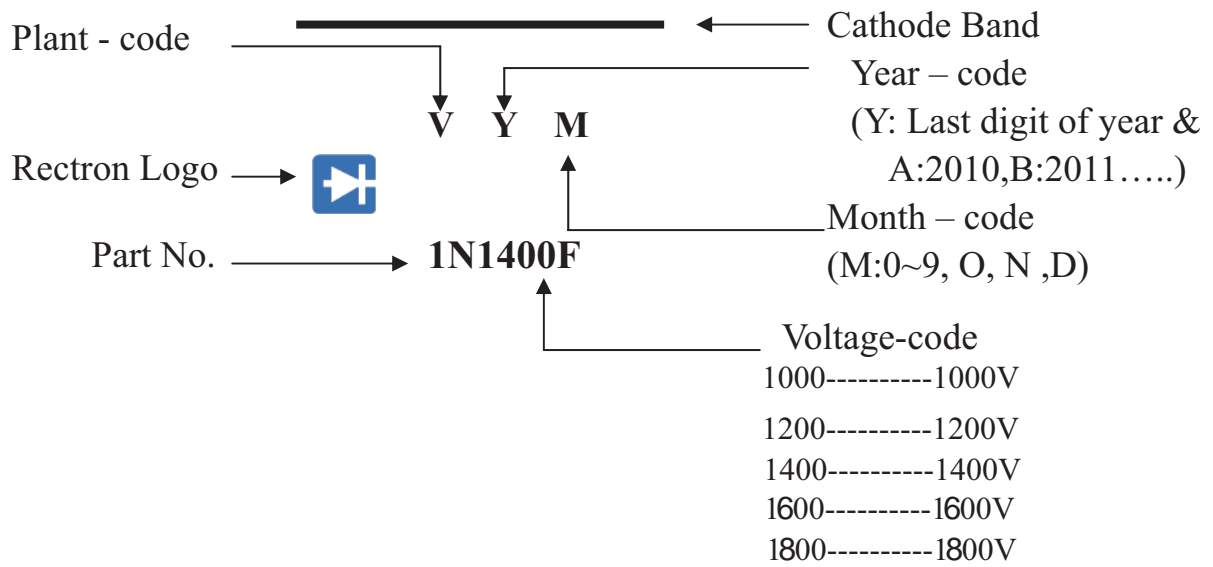 Plant - code
Cathode Band
Year – code
(Y: Last digit of year &
A:2010,B:2011…..)
V Y M
Rectron Logo
Month – code
(M:0~9, O, N ,D)
Part No.
1N1400F
Voltage-code
1000----------1000V
1200----------1200V
1400----------1400V
1600----------1600V
1800----------1800V